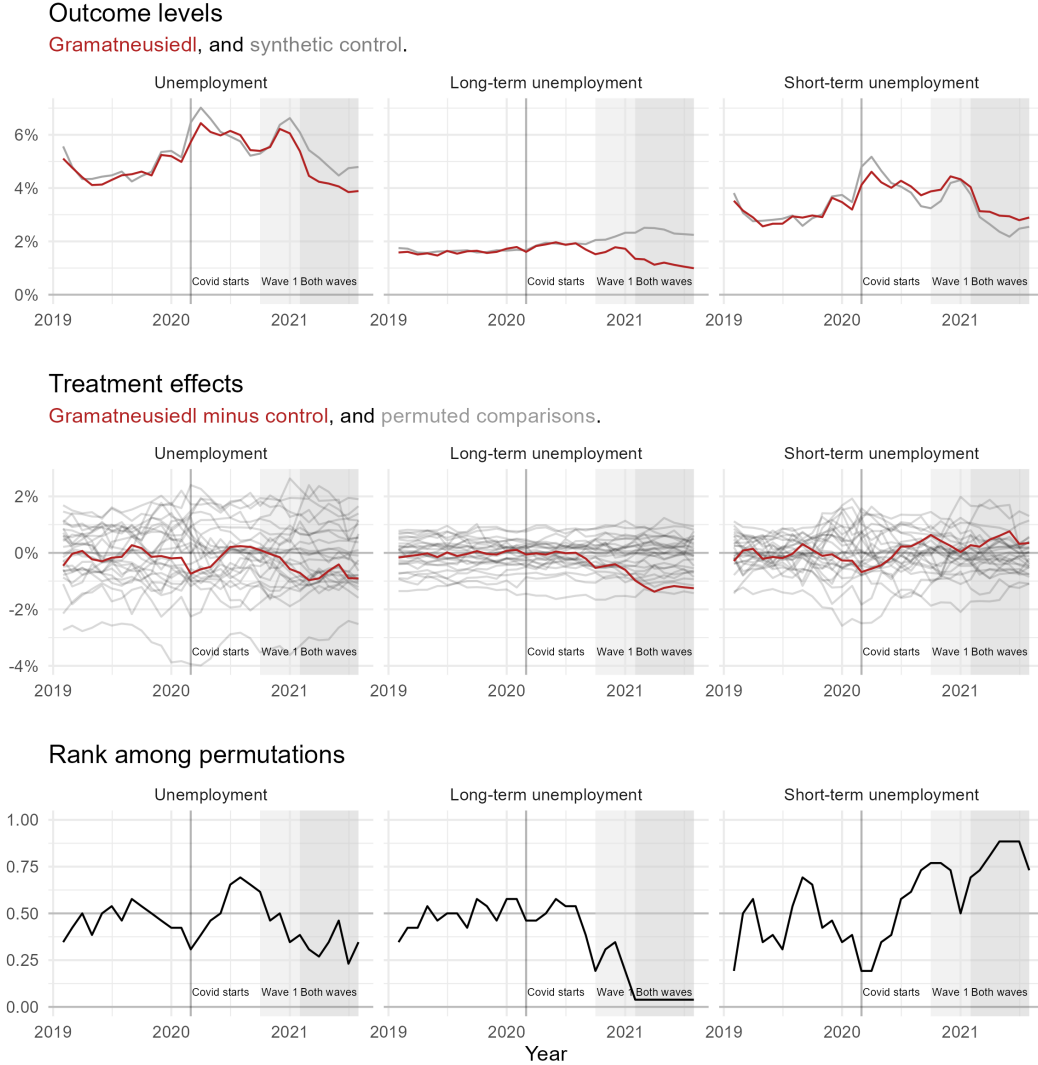 Outcome levels
Gramatneusiedl, and synthetic control.
Unemployment Long-term unemployment Short-term unemployment
6%
4%
2%
0%
Covid starts Wave 1 Both waves Covid starts Wave 1 Both waves Covid starts Wave 1 Both waves
2019 2020 2021 2019 2020 2021 2019 2020 2021
Treatment effects
Gramatneusiedl minus control, and permuted comparisons.
Unemployment Long-term unemployment Short-term unemployment
2%
0%
-2%
Covid starts Wave 1 Both waves Covid starts Wave 1 Both waves Covid starts Wave 1 Both waves
-4%
2019 2020 2021 2019 2020 2021 2019 2020 2021
Rank among permutations
Unemployment Long-term unemployment Short-term unemployment
1.00
0.75
0.50
0.25
Covid starts Wave 1 Both waves Covid starts Wave 1 Both waves Covid starts Wave 1 Both waves
0.00
2019 2020 2021 2019 2020 2021 2019 2020 2021
Year